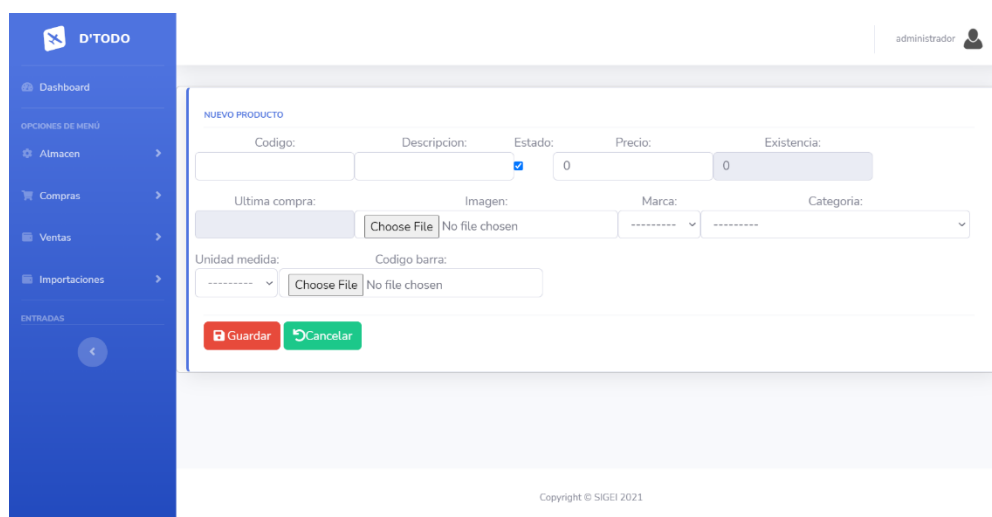 D'TODO
administrador
Dashboard
OPCIONES DE MENÚ
Almacen
Compras
Ventas
Importaciones
ENTRADAS
NUEVO PRODUCTO
Codigo: Descripcion: Estado: Precio: Existencia:
0 0
Ultima compra: Imagen: Marca: Categoria:
Choose File No file chosen --------- ---------
Unidad medida: Codigo barra:
--------- Choose File No file chosen
Guardar Cancelar
Copyright © SIGEI 2021